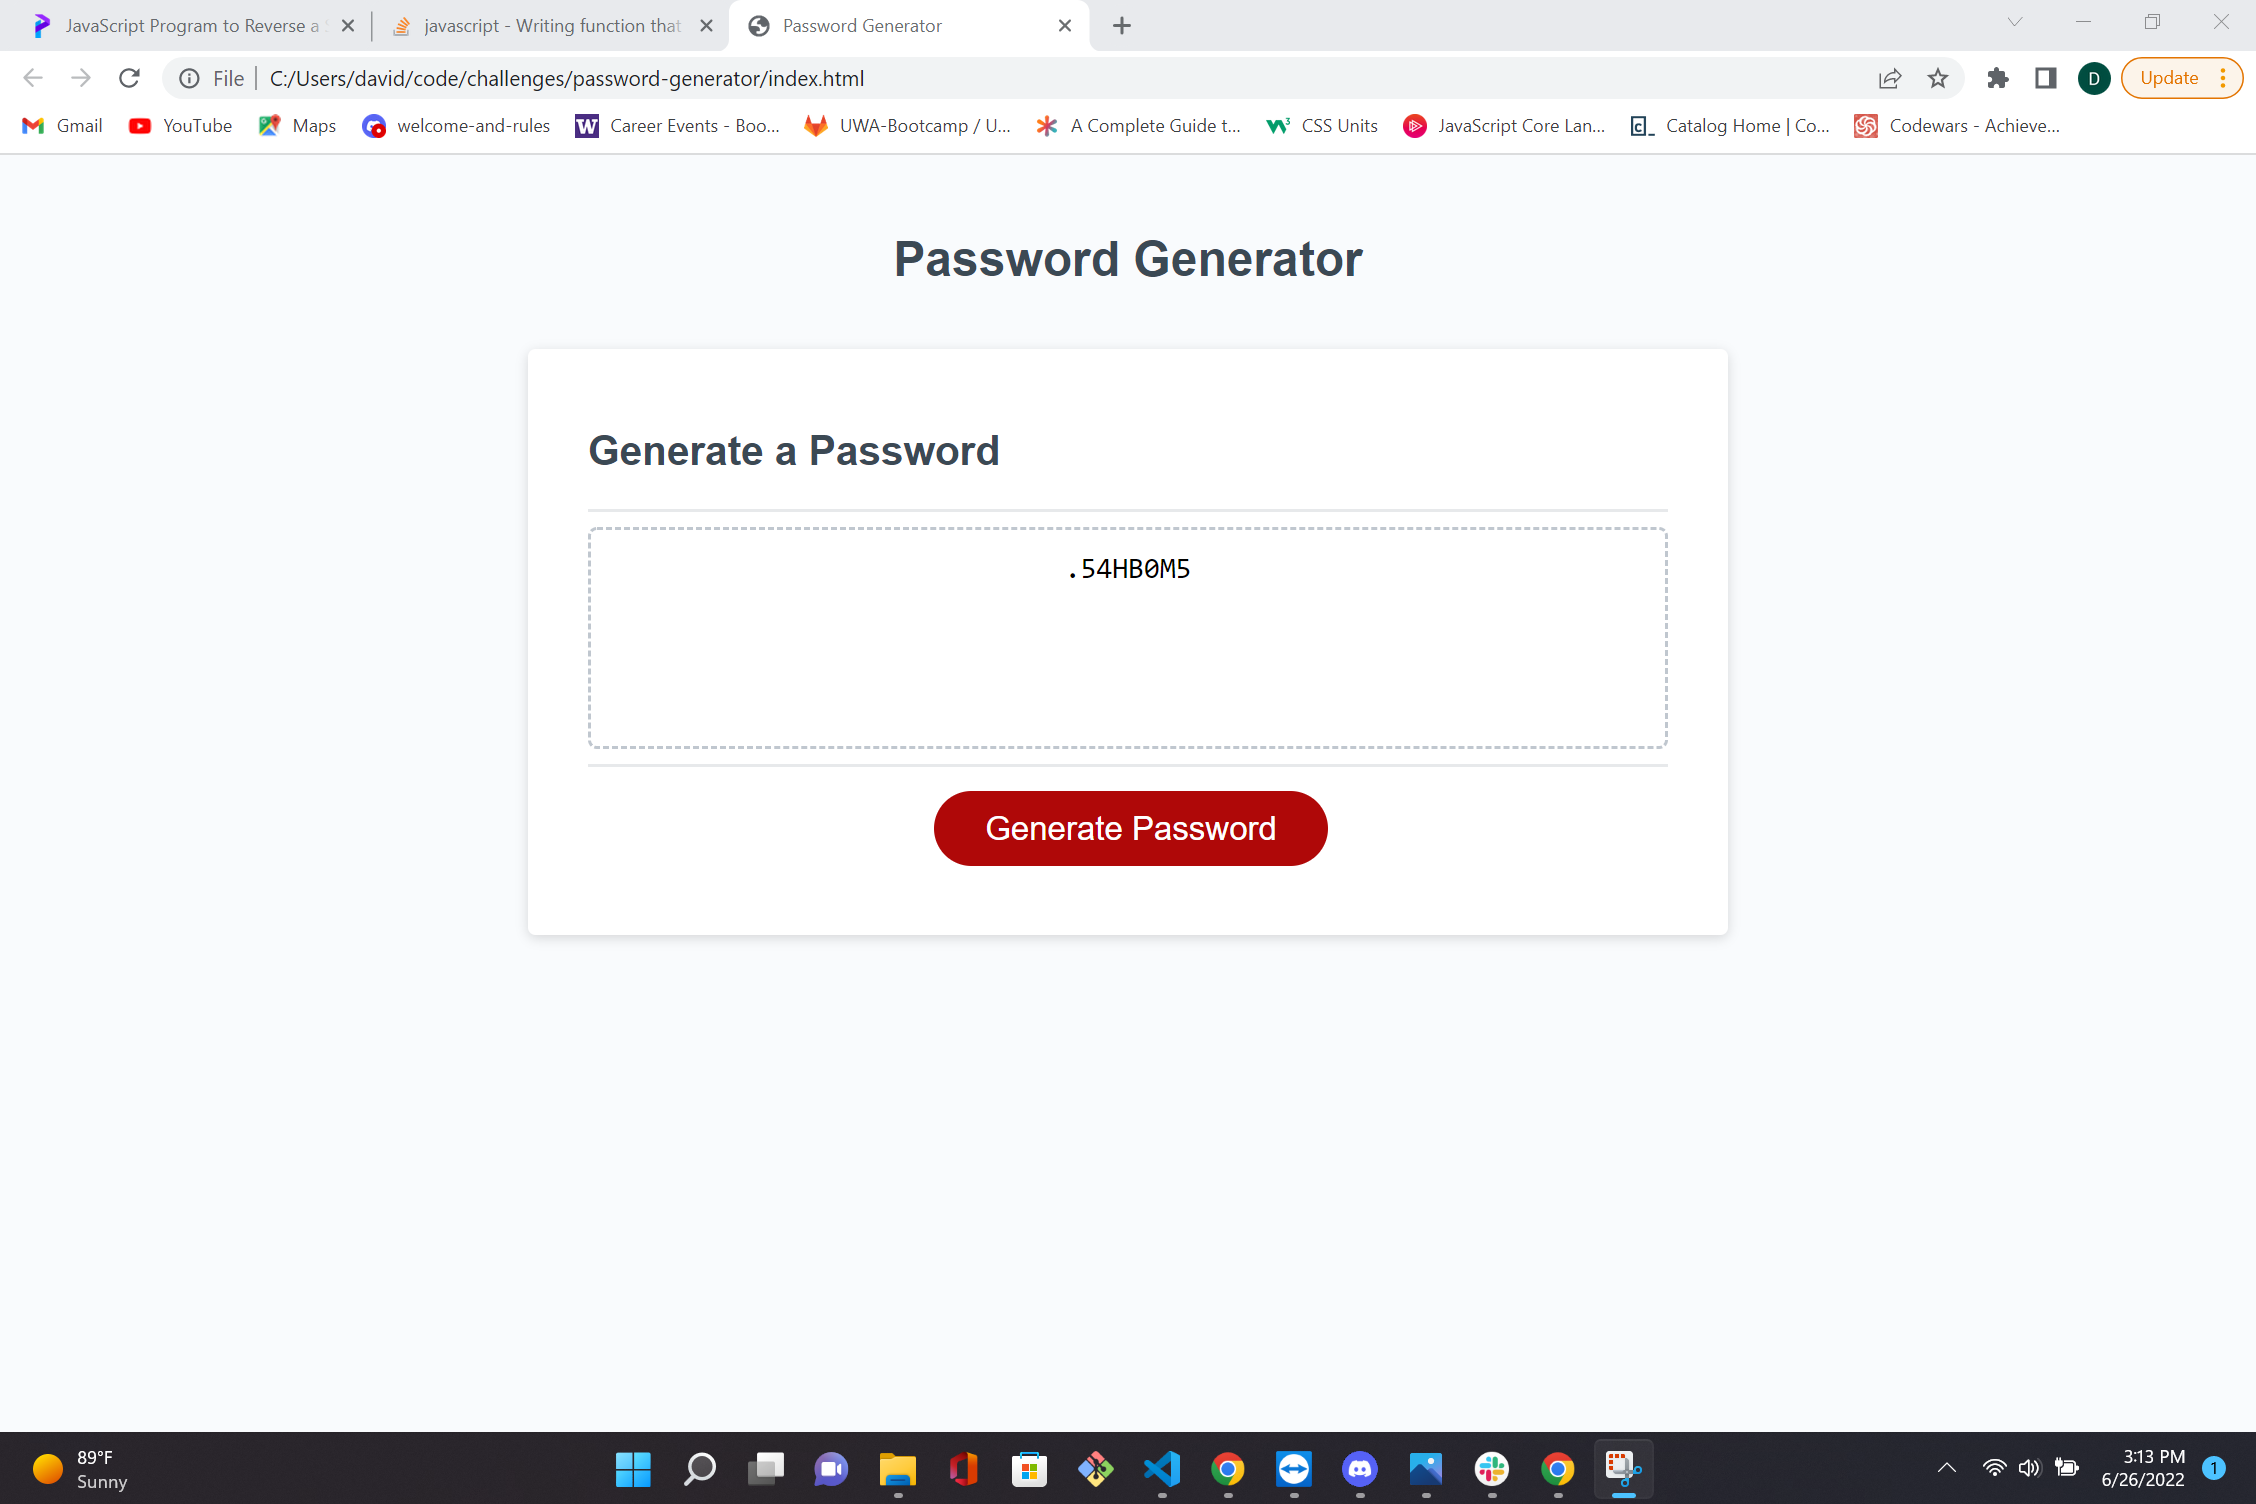 JavaScript Program to Reverse a
javascript - Writing function that
Password Generator
File
C:/Users/david/code/challenges/password-generator/index.html
D
Update
Gmail
YouTube
Maps
welcome-and-rules
W
Career Events - Boo...
UWA-Bootcamp / U...
A Complete Guide t...
CSS Units
JavaScript Core Lan...
Catalog Home | Co...
Codewars - Achieve...
Password Generator
Generate a Password
.54HB0M5
Generate Password
89°F
Sunny
3:13 PM
6/26/2022
1